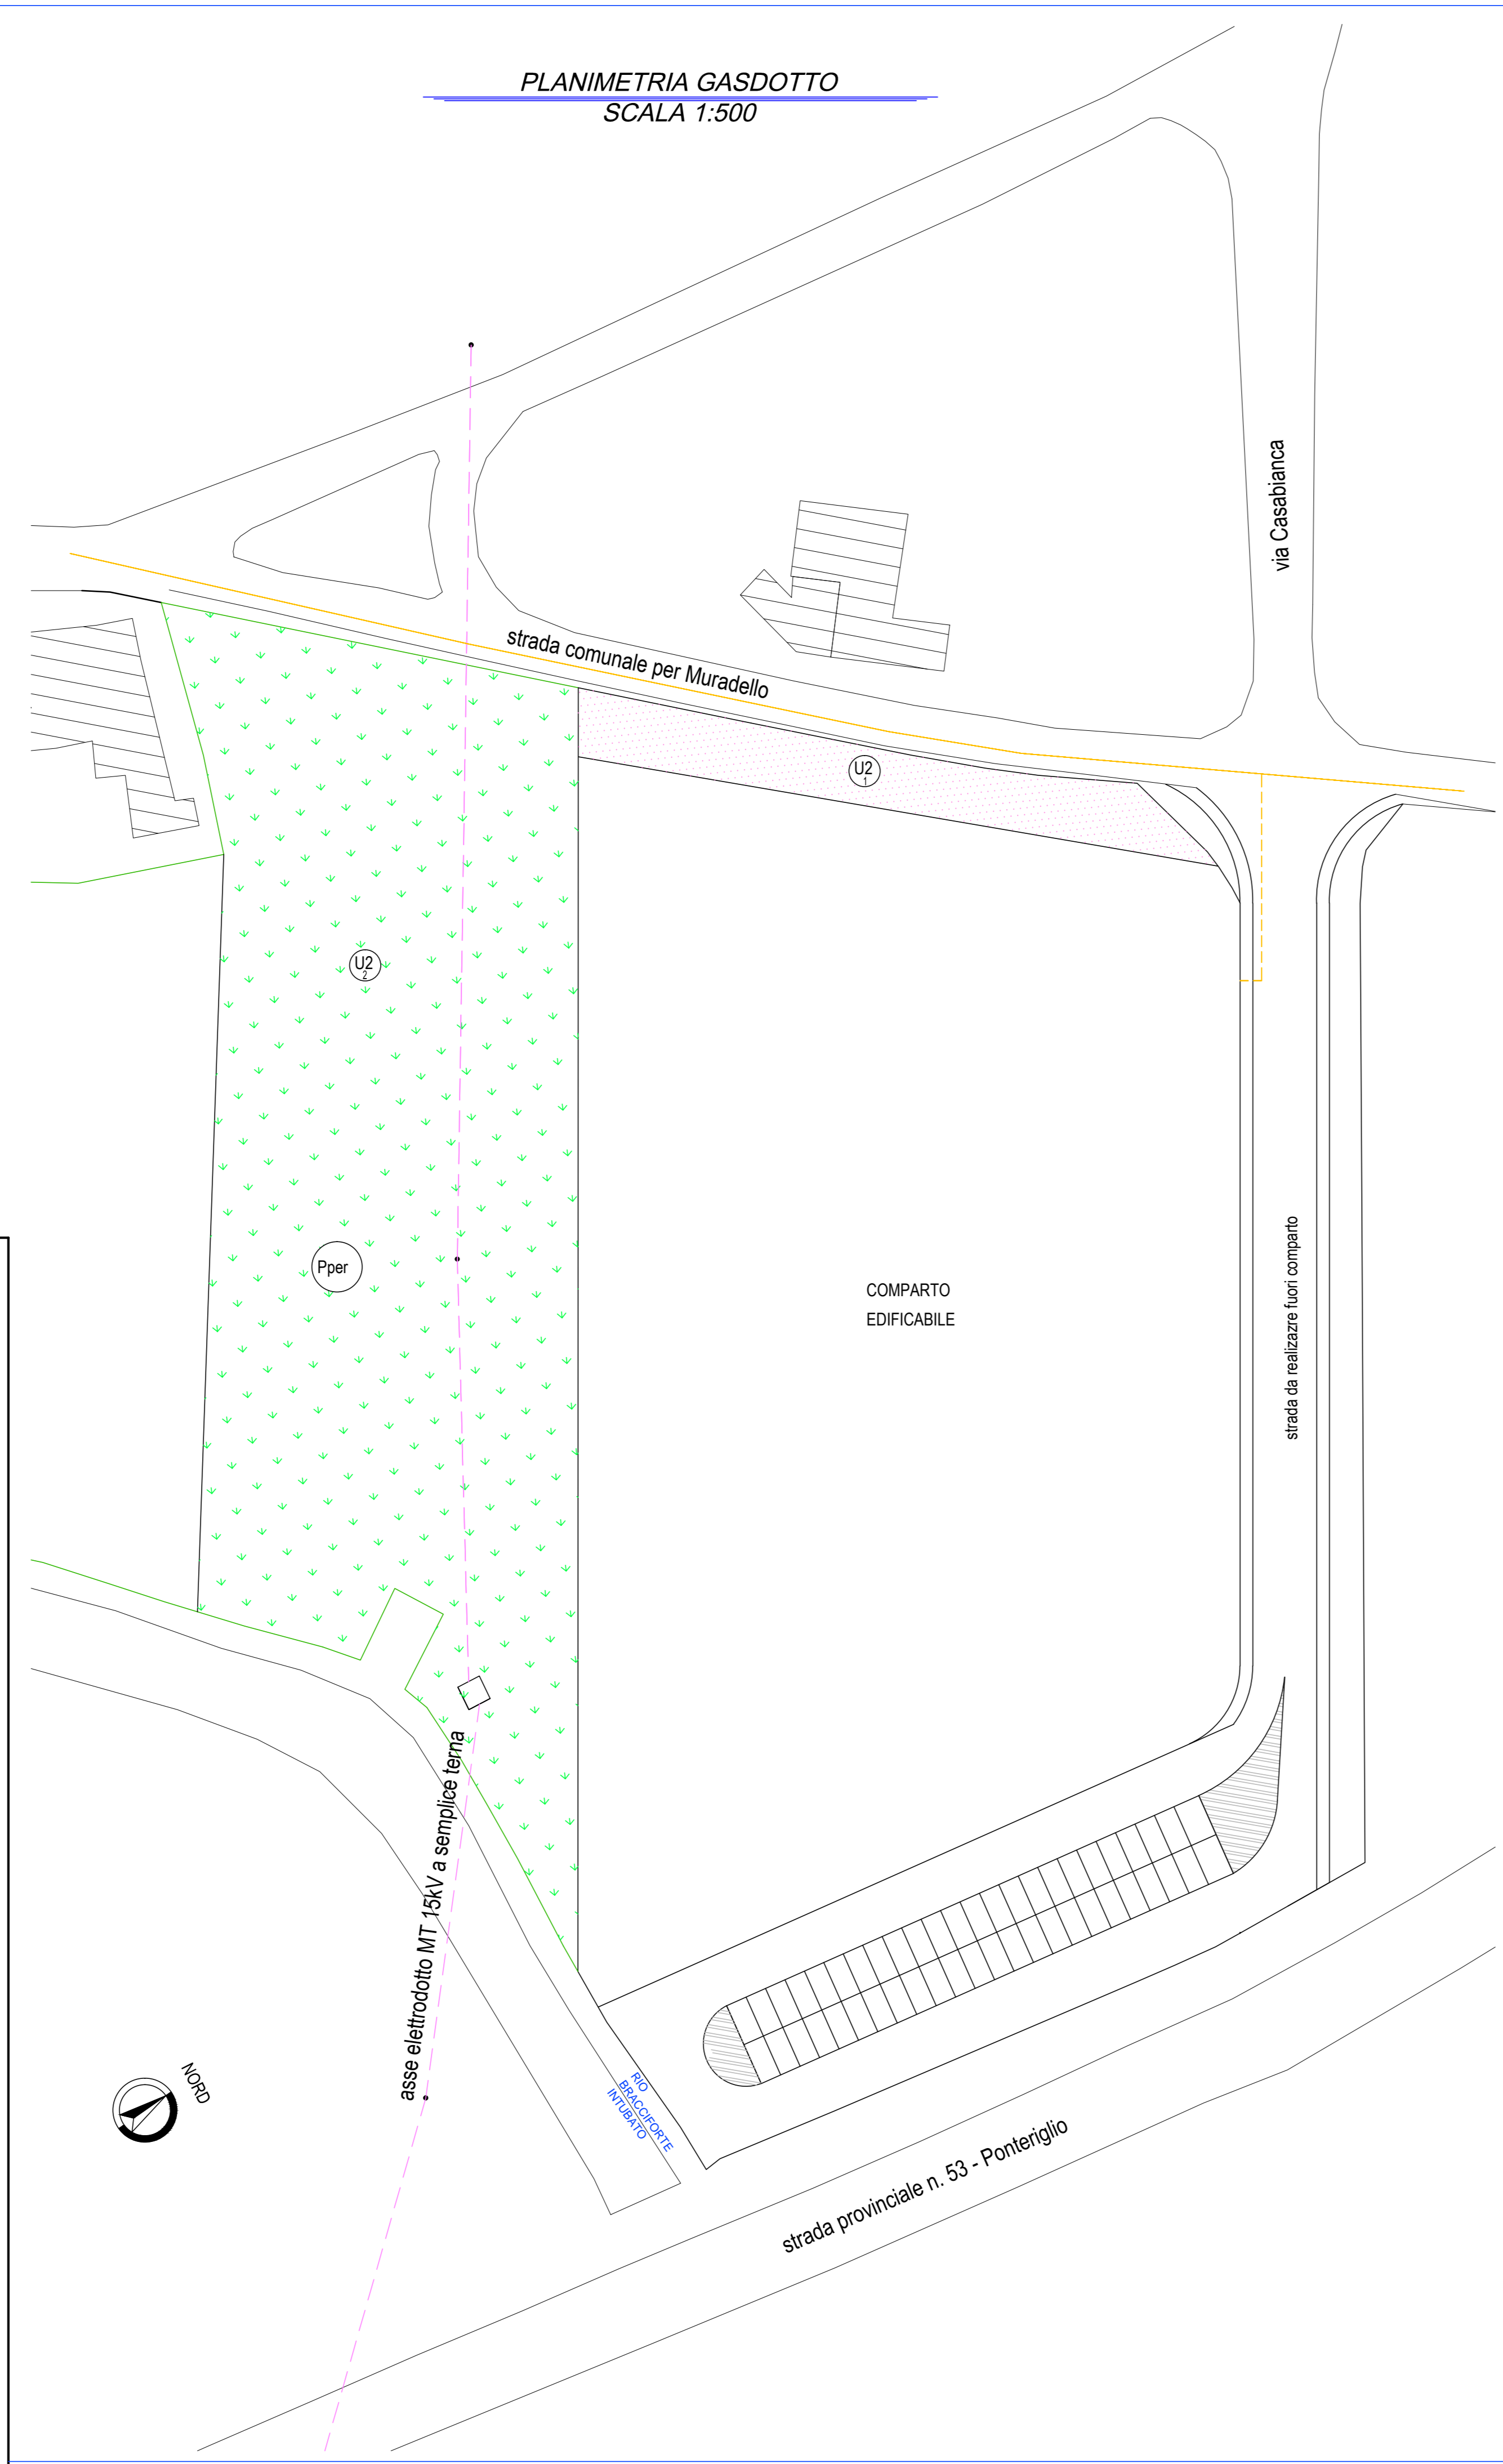 PLANIMETRIA GASDOTTO
SCALA 1:500
via Casabianca
strada comunale per Muradello
U2
1
U2
2
Pper
COMPARTO
EDIFICABILE
strada da realizazre fuori comparto
asse elettrodotto MT 15kV a semplice terna
NORD
RIO
BRACCIFORTE
INTUBATO
strada provinciale n. 53 - Ponteriglio